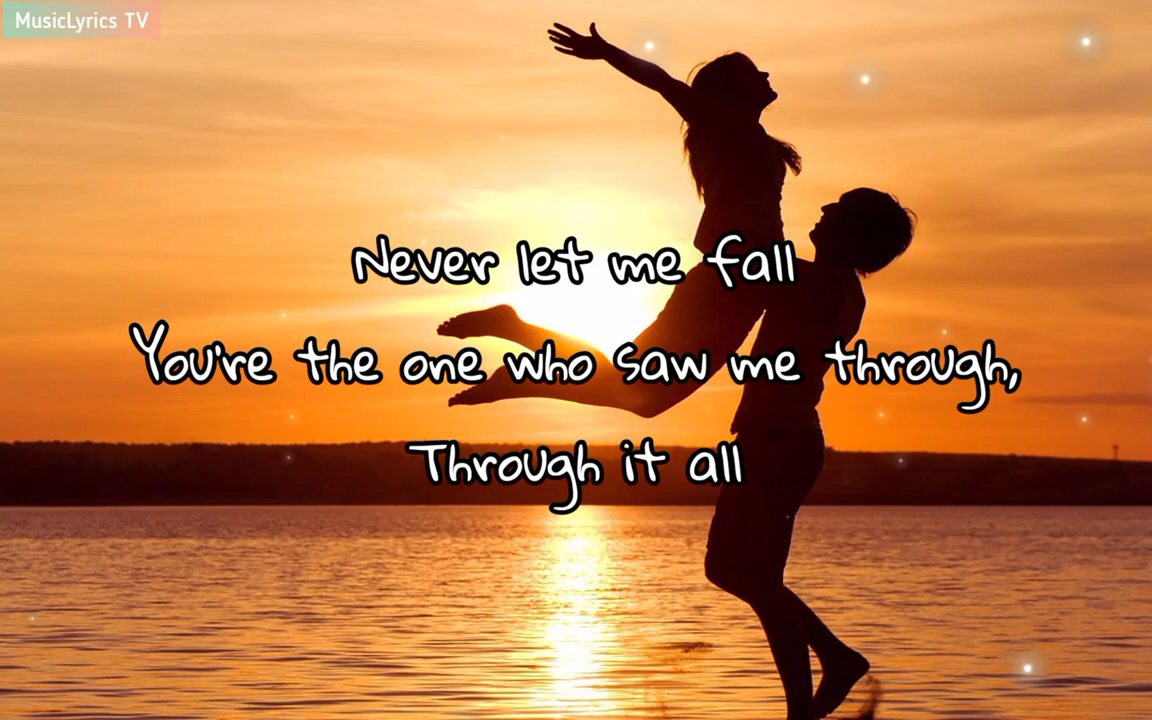 MusicLyrics TV
Never let me fall
You're the one who saw me through,
Through it all